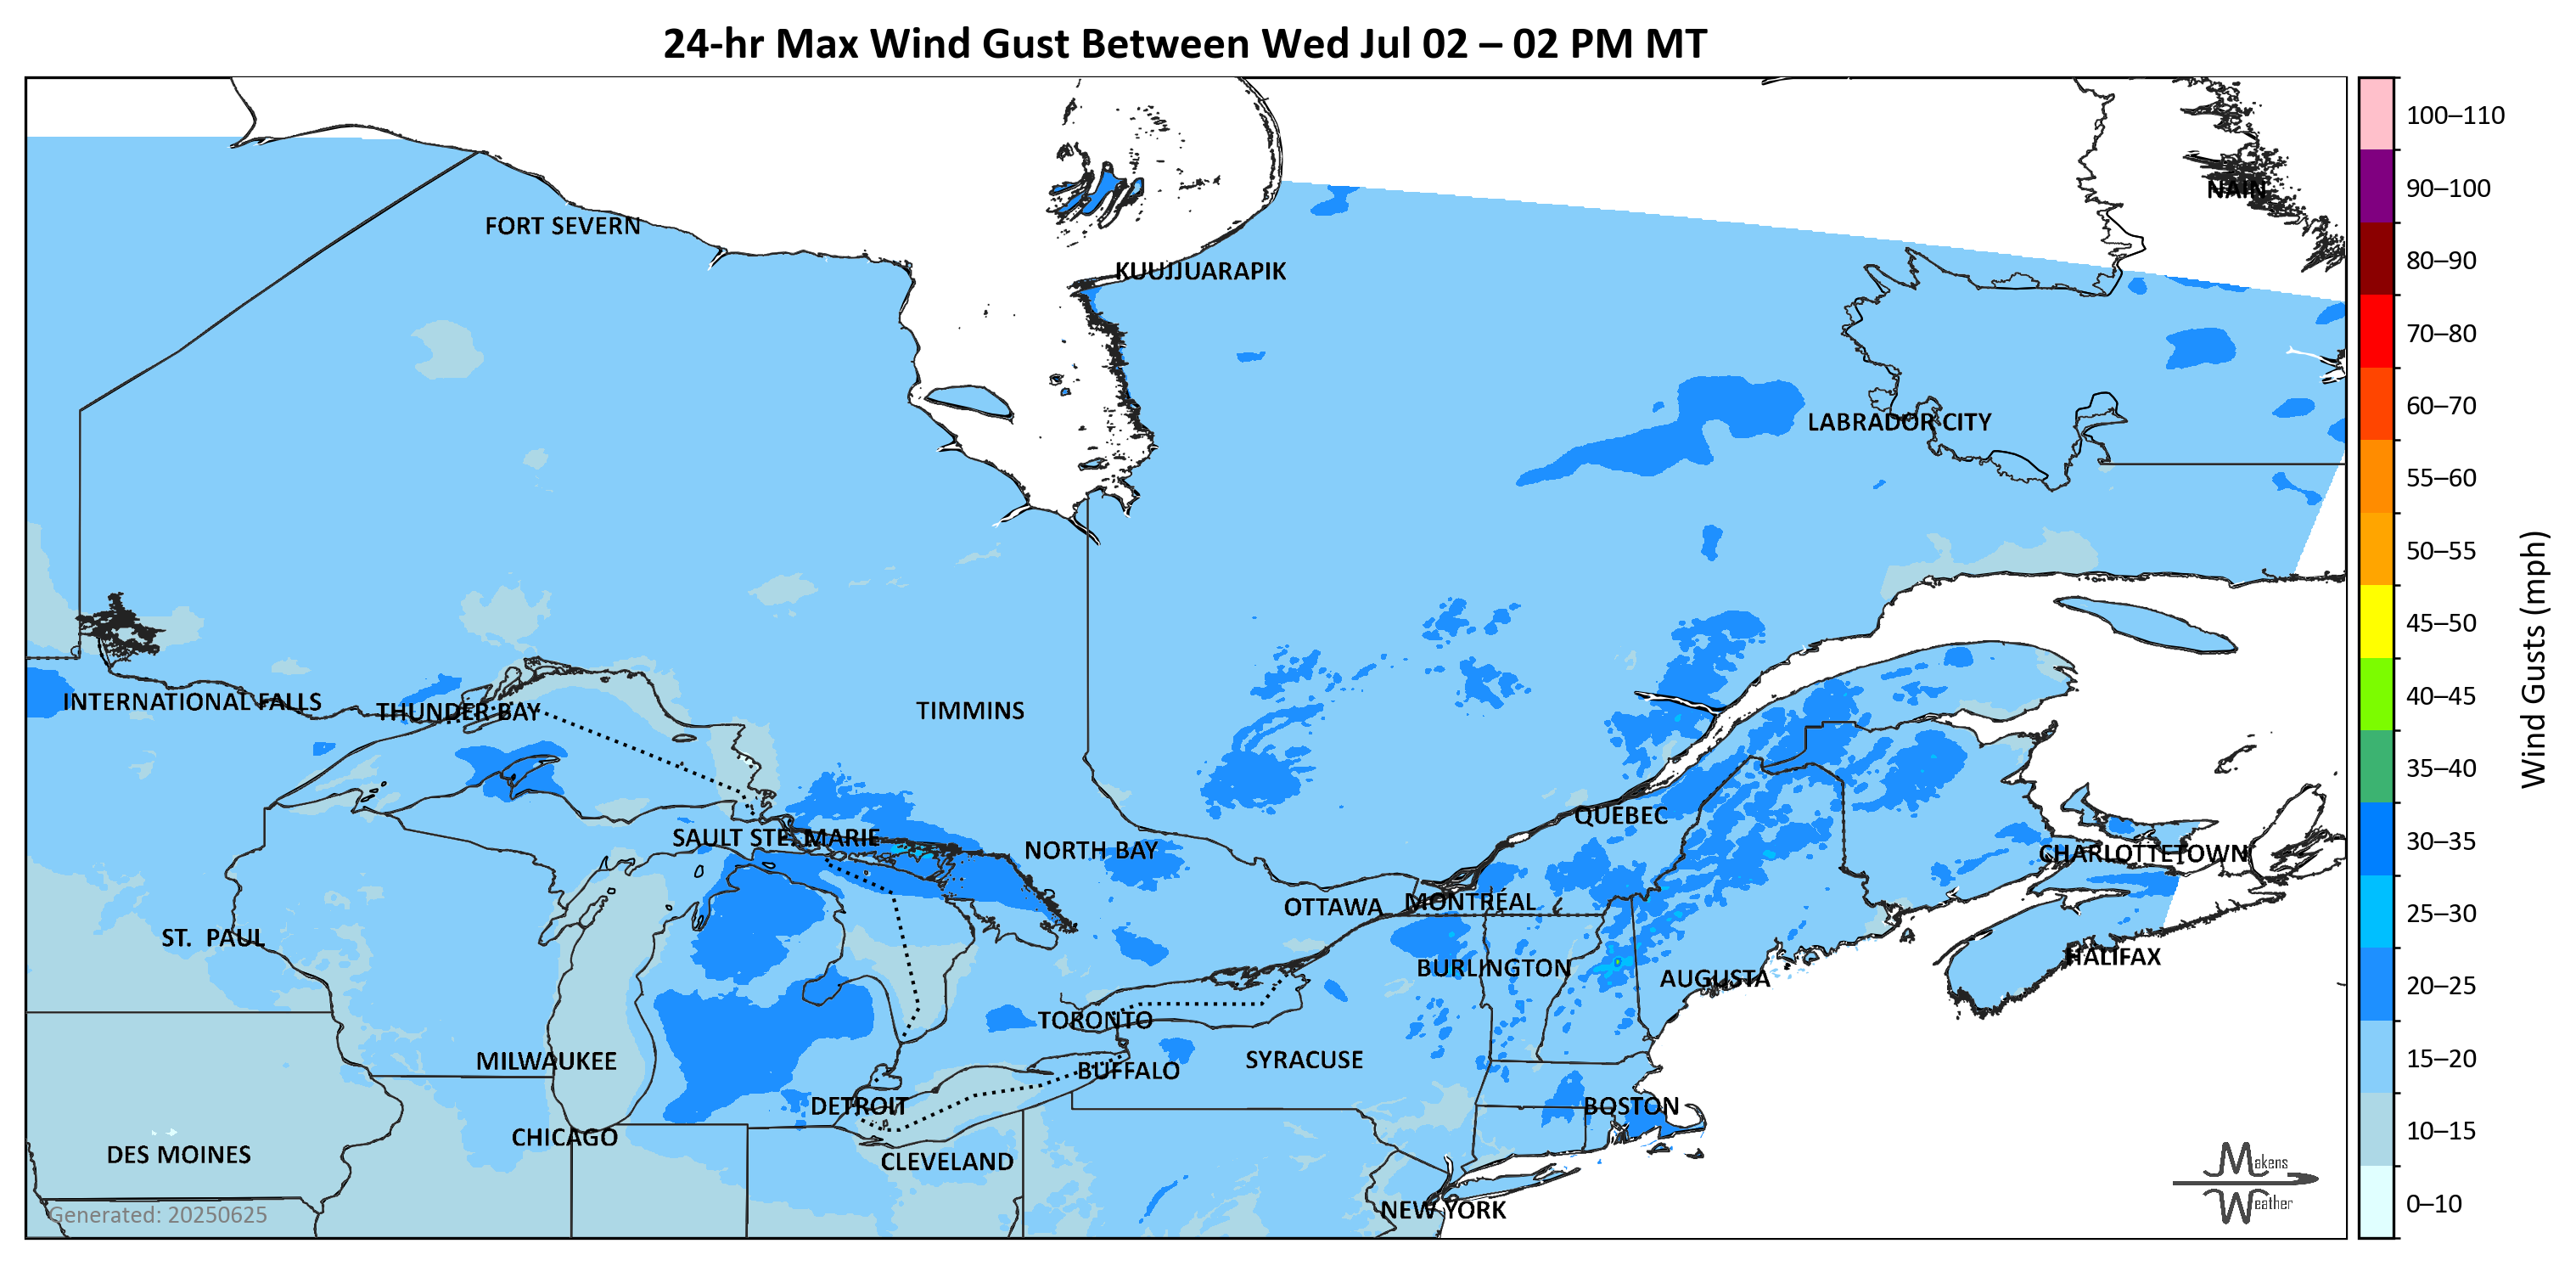 24-hr Max Wind Gust Between Wed Jul 02 – 02 PM MT
100–110
90–100
NAIN
FORT SEVERN
80–90
KUUJJUARAPIK
70–80
60–70
LABRADOR CITY
55–60
50–55
45–50
Wind Gusts (mph)
INTERNATIONAL FALLS
THUNDER BAY
TIMMINS
40–45
35–40
QUÉBEC
SAULT STE. MARIE
NORTH BAY
30–35
CHARLOTTETOWN
OTTAWA
MONTRÉAL
25–30
ST. PAUL
BURLINGTON
HALIFAX
AUGUSTA
20–25
TORONTO
MILWAUKEE
SYRACUSE
15–20
BUFFALO
DETROIT
BOSTON
CHICAGO
10–15
DES MOINES
CLEVELAND
Makens
Weather
NEW YORK
0–10
Generated: 20250625